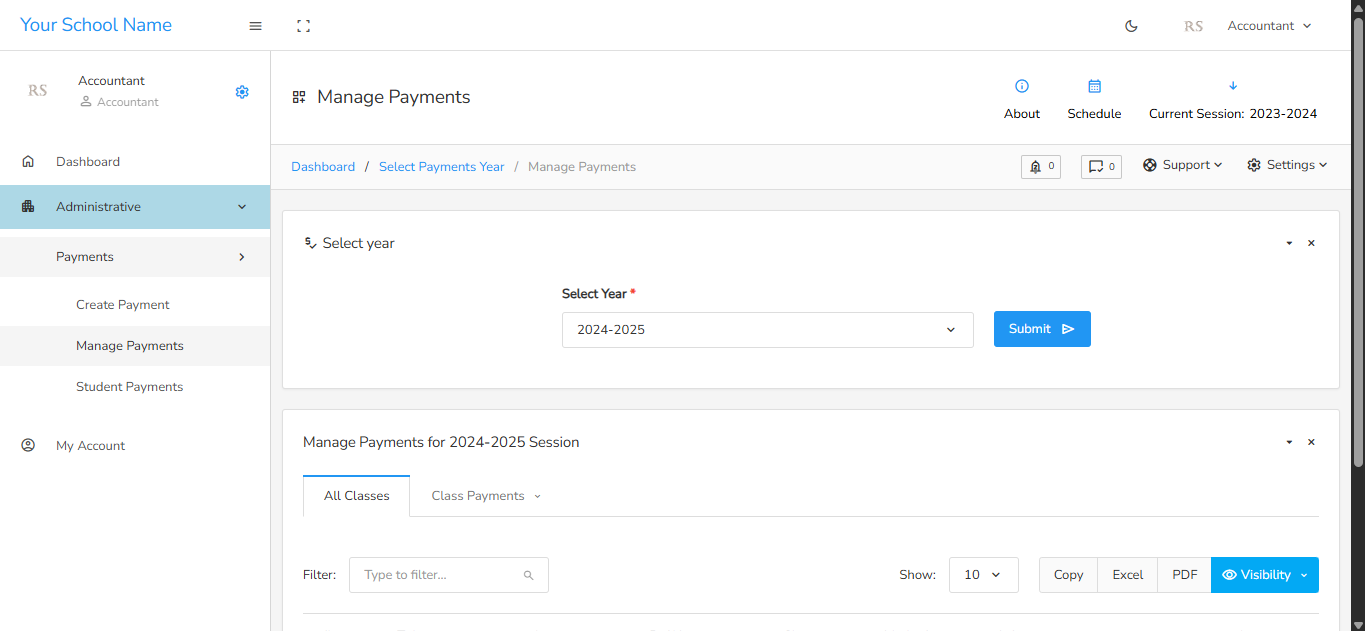 Your School Name
RS
Accountant
RS
Accountant
Accountant
Manage Payments
About
Schedule
Current Session: 2023-2024
Dashboard / Select Payments Year / Manage Payments
0
0
Support
Settings
Dashboard
Administrative
Payments
Create Payment
Manage Payments
Student Payments
My Account
Select year
Select Year *
2024-2025
Submit
Manage Payments for 2024-2025 Session
All Classes
Class Payments
Filter:
Type to filter...
Show:
10
Copy
Excel
PDF
Visibility